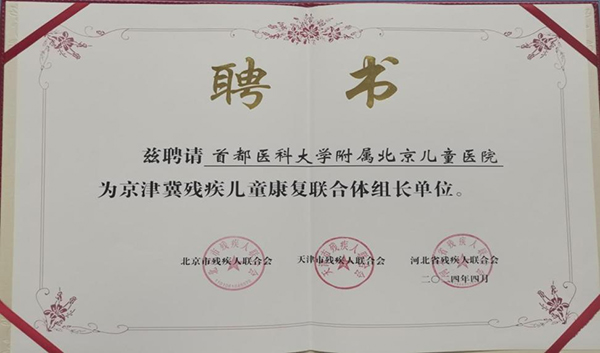 聘书
兹聘请 首都医科大学附属北京儿童医院
为京津冀残疾儿童康复联合体组长单位。
北京市残疾人联合会 天津市残疾人联合会 河北省残疾人联合会
二〇二四年四月